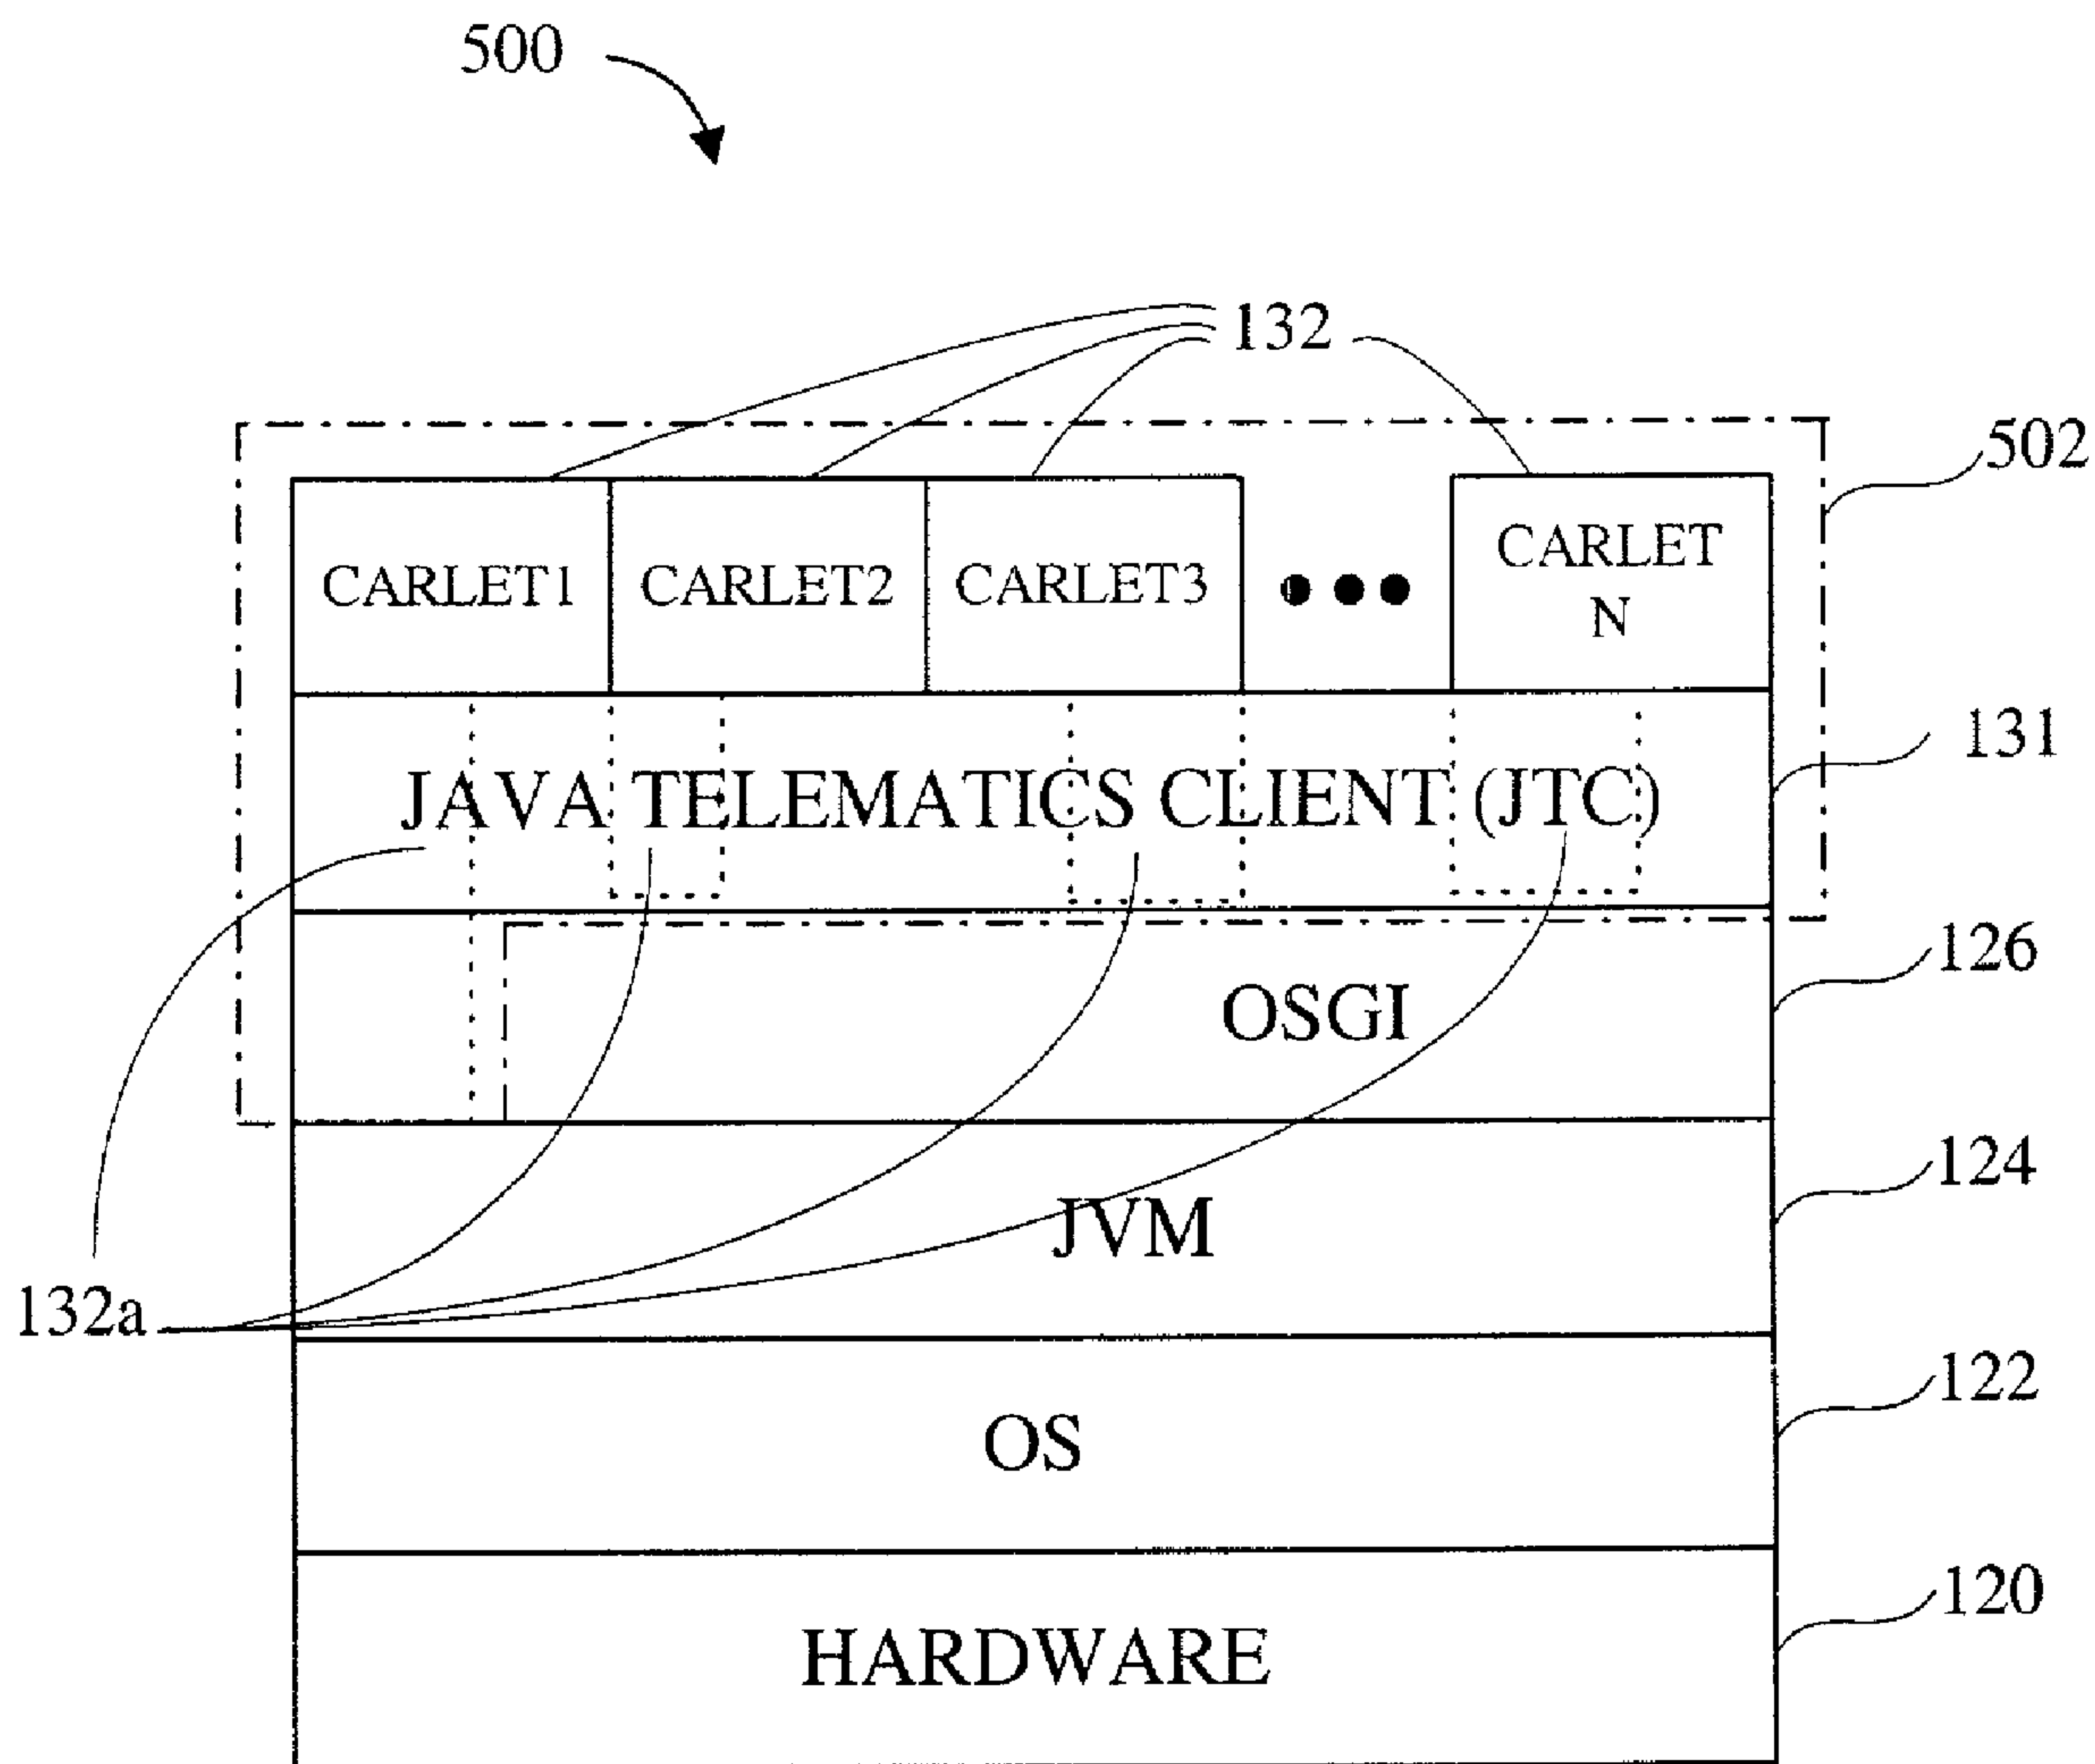 500
132
502
CARLET1
CARLET2
CARLET3
CARLET
N
131
JAVA TELEMATICS CLIENT (JTC)
126
OSGI
124
JVM
132a
122
OS
120
HARDWARE